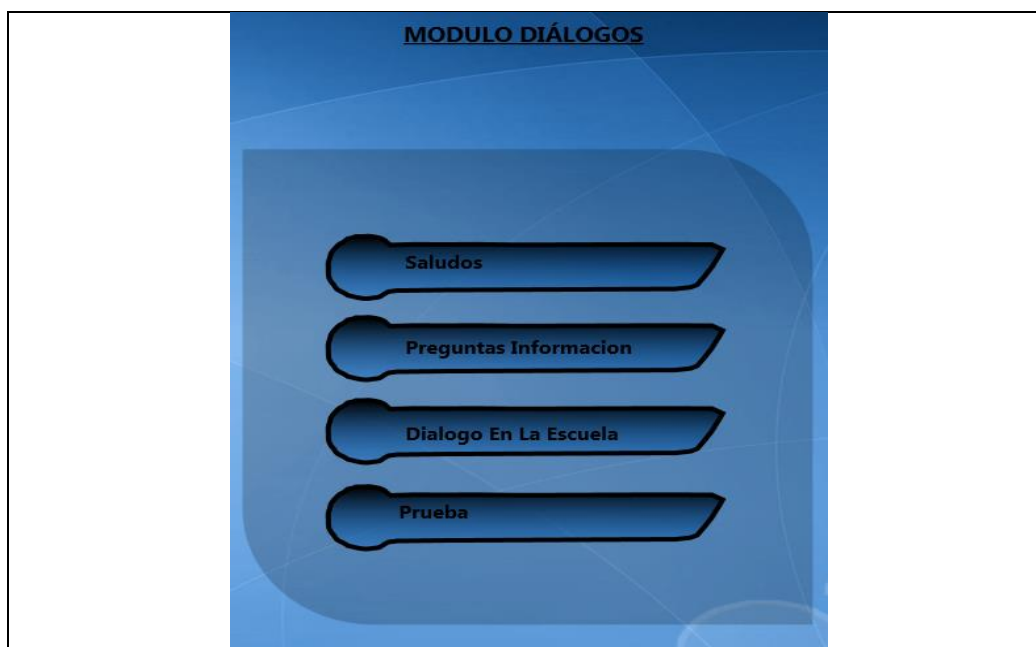 MODULO DIÁLOGOS
Saludos
Preguntas Informacion
Dialogo En La Escuela
Prueba